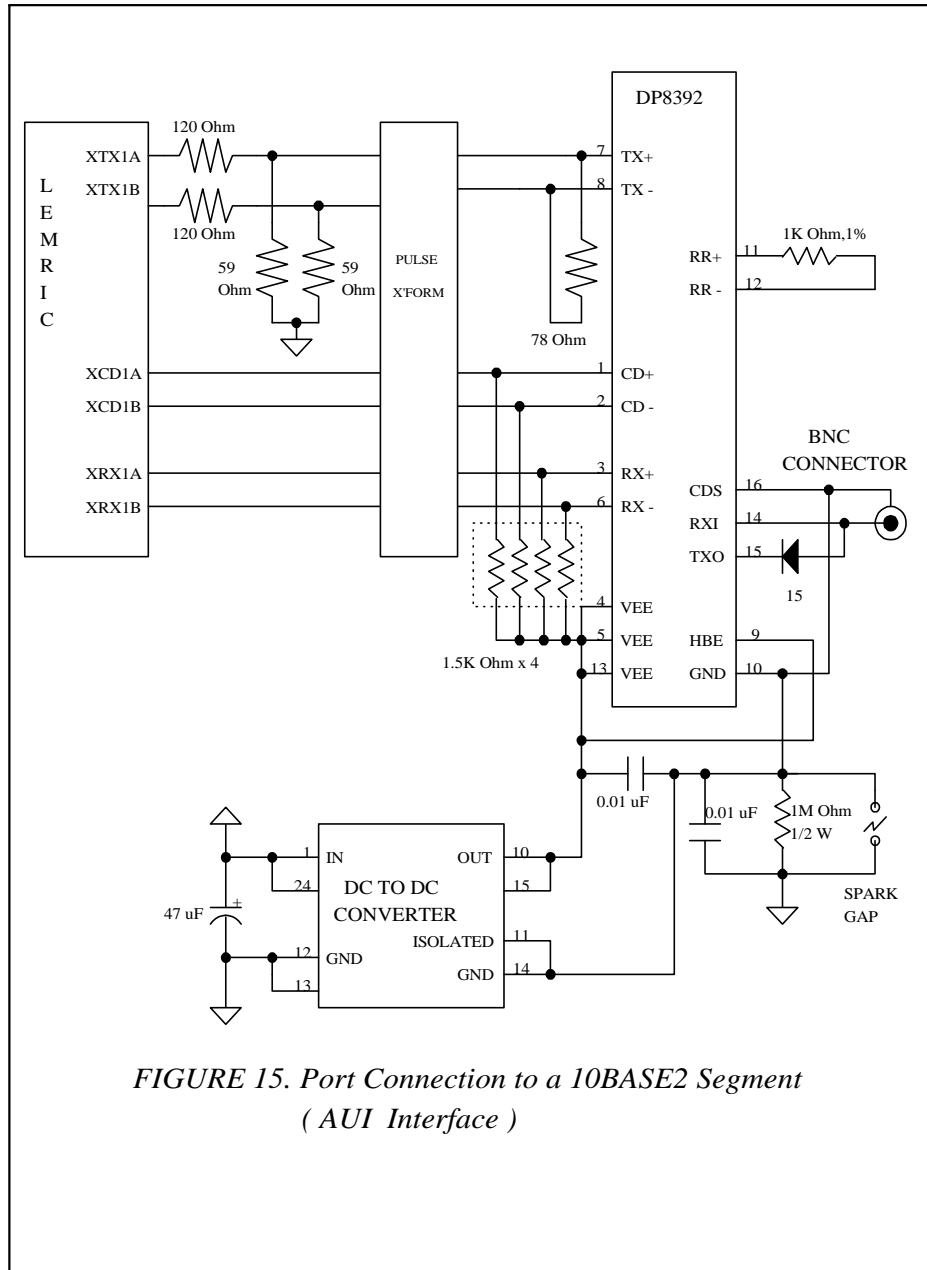 DP8392
120 Ohm
XTX1A
7 TX+
XTX1B
8 TX -
LEMRIC
120 Ohm
1K Ohm,1%
11
RR+
59 Ohm
59 Ohm
PULSE
X'FORM
12
RR -
78 Ohm
XCD1A
1 CD+
XCD1B
2 CD -
BNC
CONNECTOR
XRX1A
3 RX+
CDS 16
XRX1B
6 RX -
RXI 14
TXO 15
15
4 VEE
5 VEE
HBE 9
1.5K Ohm x 4
13 VEE
GND 10
0.01 uF
0.01 uF
1M Ohm
1/2 W
1 IN
OUT 10
24
DC TO DC
CONVERTER
15
SPARK
GAP
47 uF
+
ISOLATED 11
12 GND
GND 14
13
FIGURE 15. Port Connection to a 10BASE2 Segment
( AUI Interface )